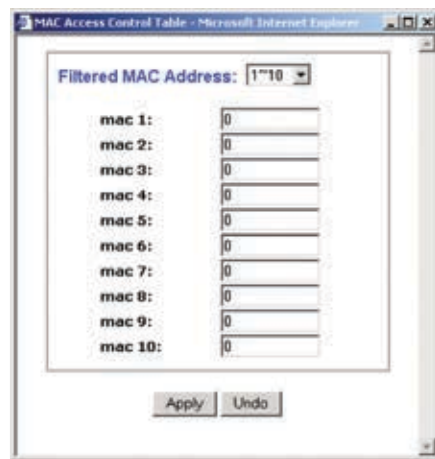 MAC Access Control Table - Microsoft Internet Explorer
Filtered MAC Address: 1~10
mac 1: 0
mac 2: 0
mac 3: 0
mac 4: 0
mac 5: 0
mac 6: 0
mac 7: 0
mac 8: 0
mac 9: 0
mac 10: 0
Apply Undo